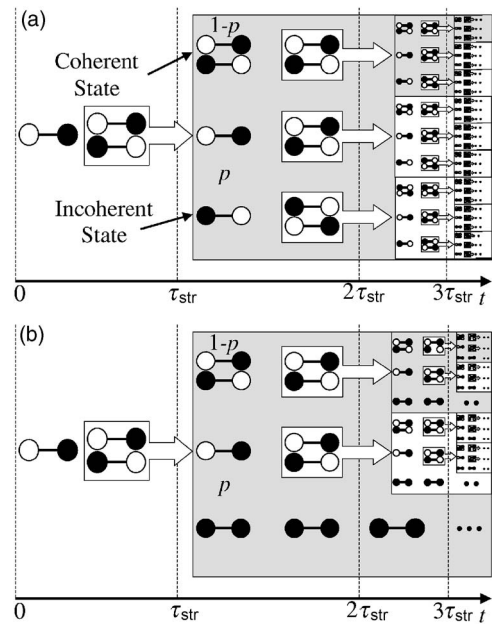 (a)
1-p
Coherent
State
p
Incoherent
State
0
τstr
2τstr
3τstr
t
(b)
1-p
p
0
τstr
2τstr
3τstr
t